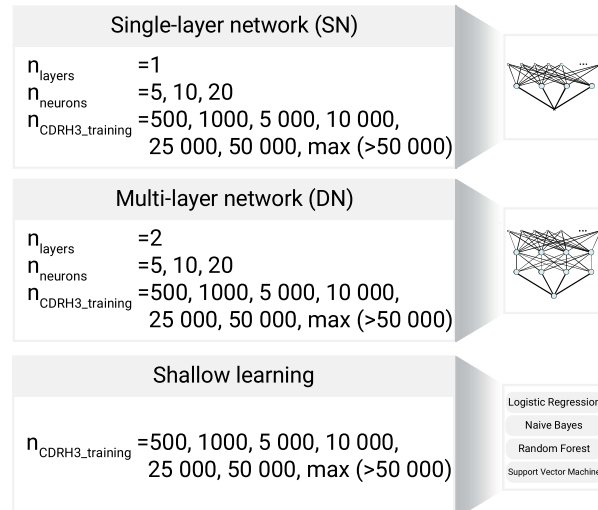 Single-layer network (SN)
n_layers =1
n_neurons =5, 10, 20
n_CDRH3_training =500, 1000, 5 000, 10 000,
25 000, 50 000, max (>50 000)
...
Multi-layer network (DN)
n_layers =2
n_neurons =5, 10, 20
n_CDRH3_training =500, 1000, 5 000, 10 000,
25 000, 50 000, max (>50 000)
...
Shallow learning
n_CDRH3_training =500, 1000, 5 000, 10 000,
25 000, 50 000, max (>50 000)
Logistic Regression
Naive Bayes
Random Forest
Support Vector Machine